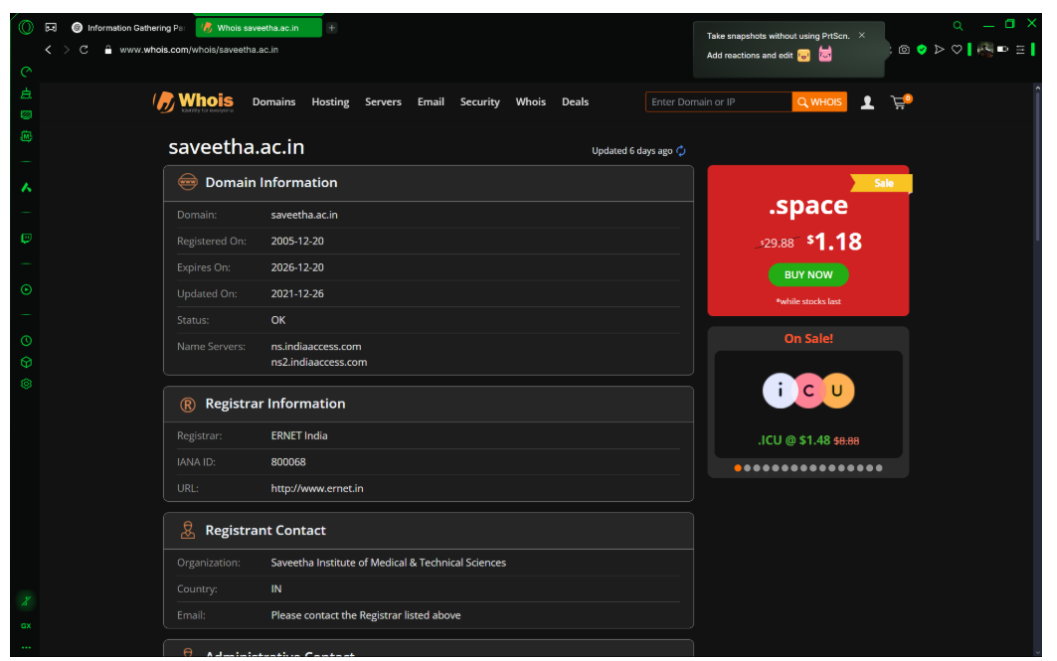 Information Gathering Pa
Whois saveetha.ac.in
www.whois.com/whois/saveetha.ac.in
Take snapshots without using PrtScn.
Add reactions and edit
Whois
Domains Hosting Servers Email Security Whois Deals
Enter Domain or IP
WHOIS
0
saveetha.ac.in
Updated 6 days ago
www
Domain Information
Domain: saveetha.ac.in
Registered On: 2005-12-20
Expires On: 2026-12-20
Updated On: 2021-12-26
Status: OK
Name Servers: ns.indiaaccess.com
ns2.indiaaccess.com
R Registrar Information
Registrar: ERNET India
IANA ID: 800068
URL: http://www.ernet.in
Registrant Contact
Organization: Saveetha Institute of Medical & Technical Sciences
Country: IN
Email: Please contact the Registrar listed above
Administrative Contact
Sale
.space
$29.88 $1.18
BUY NOW
*while stocks last
On Sale!
i C U
.ICU @ $1.48 $8.88
M
GX